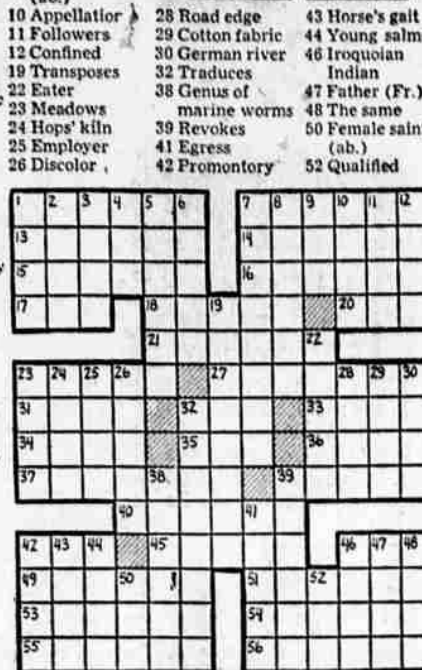 (ab.)
10 Appellatior
11 Followers
12 Confined
19 Transposes
22 Eater
23 Meadows
24 Hops' kiln
25 Employer
26 Discolor
28 Road edge
29 Cotton fabric
30 German river
32 Traduces
38 Genus of
marine worms
39 Revokes
41 Egress
42 Promontory
43 Horse's gait
44 Young salm
46 Iroquoian
Indian
47 Father (Fr.)
48 The same
50 Female sain
(ab.)
52 Qualified
1 2 3 4 5 6 7 8 9 10 11 12
13 14
15 16
17 18 19 20
21 22
23 24 25 26 27 28 29 30
31 32 33
34 35 36
37 38 39
40 41
42 43 44 45 46 47 48
49 50 51 52
53 54
55 56